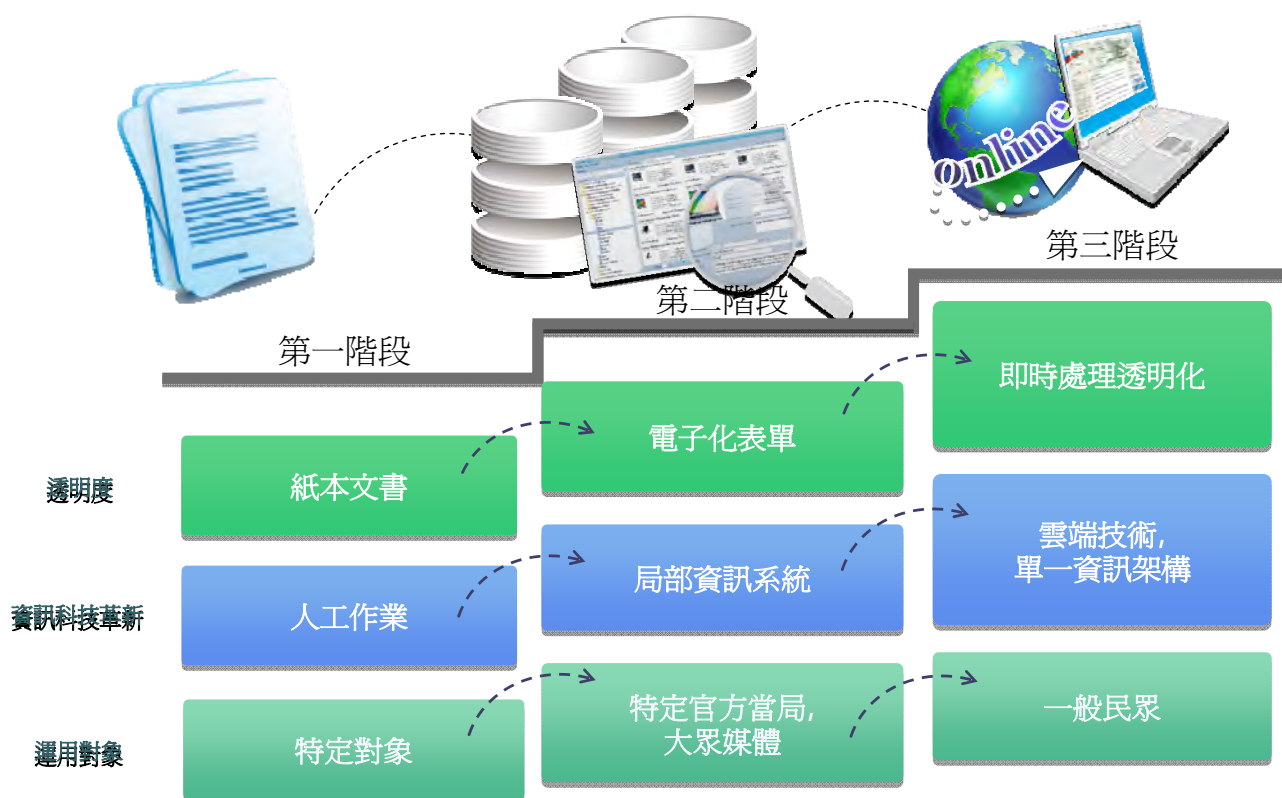 online
第三階段
第二階段
第一階段
透明度
紙本文書
電子化表單
即時處理透明化
資訊科技革新
人工作業
局部資訊系統
雲端技術,
單一資訊架構
運用對象
特定對象
特定官方當局,
大眾媒體
一般民眾